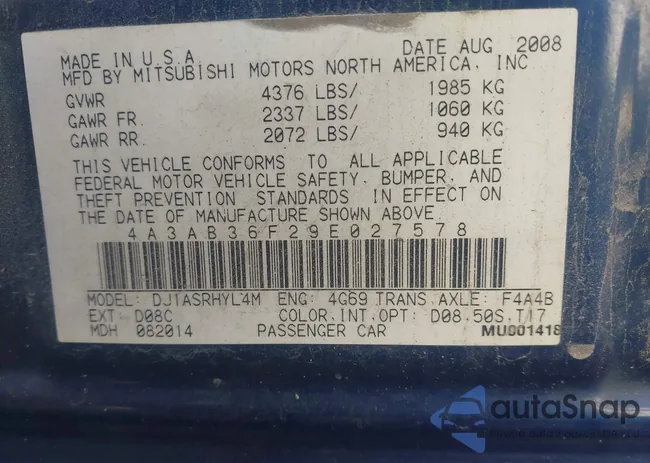 MADE IN U.S.A. DATE AUG 2008
MFD BY MITSUBISHI MOTORS NORTH AMERICA, INC
GVWR 4376 LBS/ 1985 KG
GAWR FR. 2337 LBS/ 1060 KG
GAWR RR. 2072 LBS/ 940 KG
THIS VEHICLE CONFORMS TO ALL APPLICABLE
FEDERAL MOTOR VEHICLE SAFETY, BUMPER, AND
THEFT PREVENTION STANDARDS IN EFFECT ON
THE DATE OF MANUFACTURE SHOWN ABOVE.
4A3AB36F29E027578
MODEL: DJ1ASRHYL4M ENG: 4G69 TRANS.AXLE: F4A4B
EXT: D08C COLOR.INT.OPT: D08.50S.T17
MDH 082014 PASSENGER CAR MU001418
autoSnap